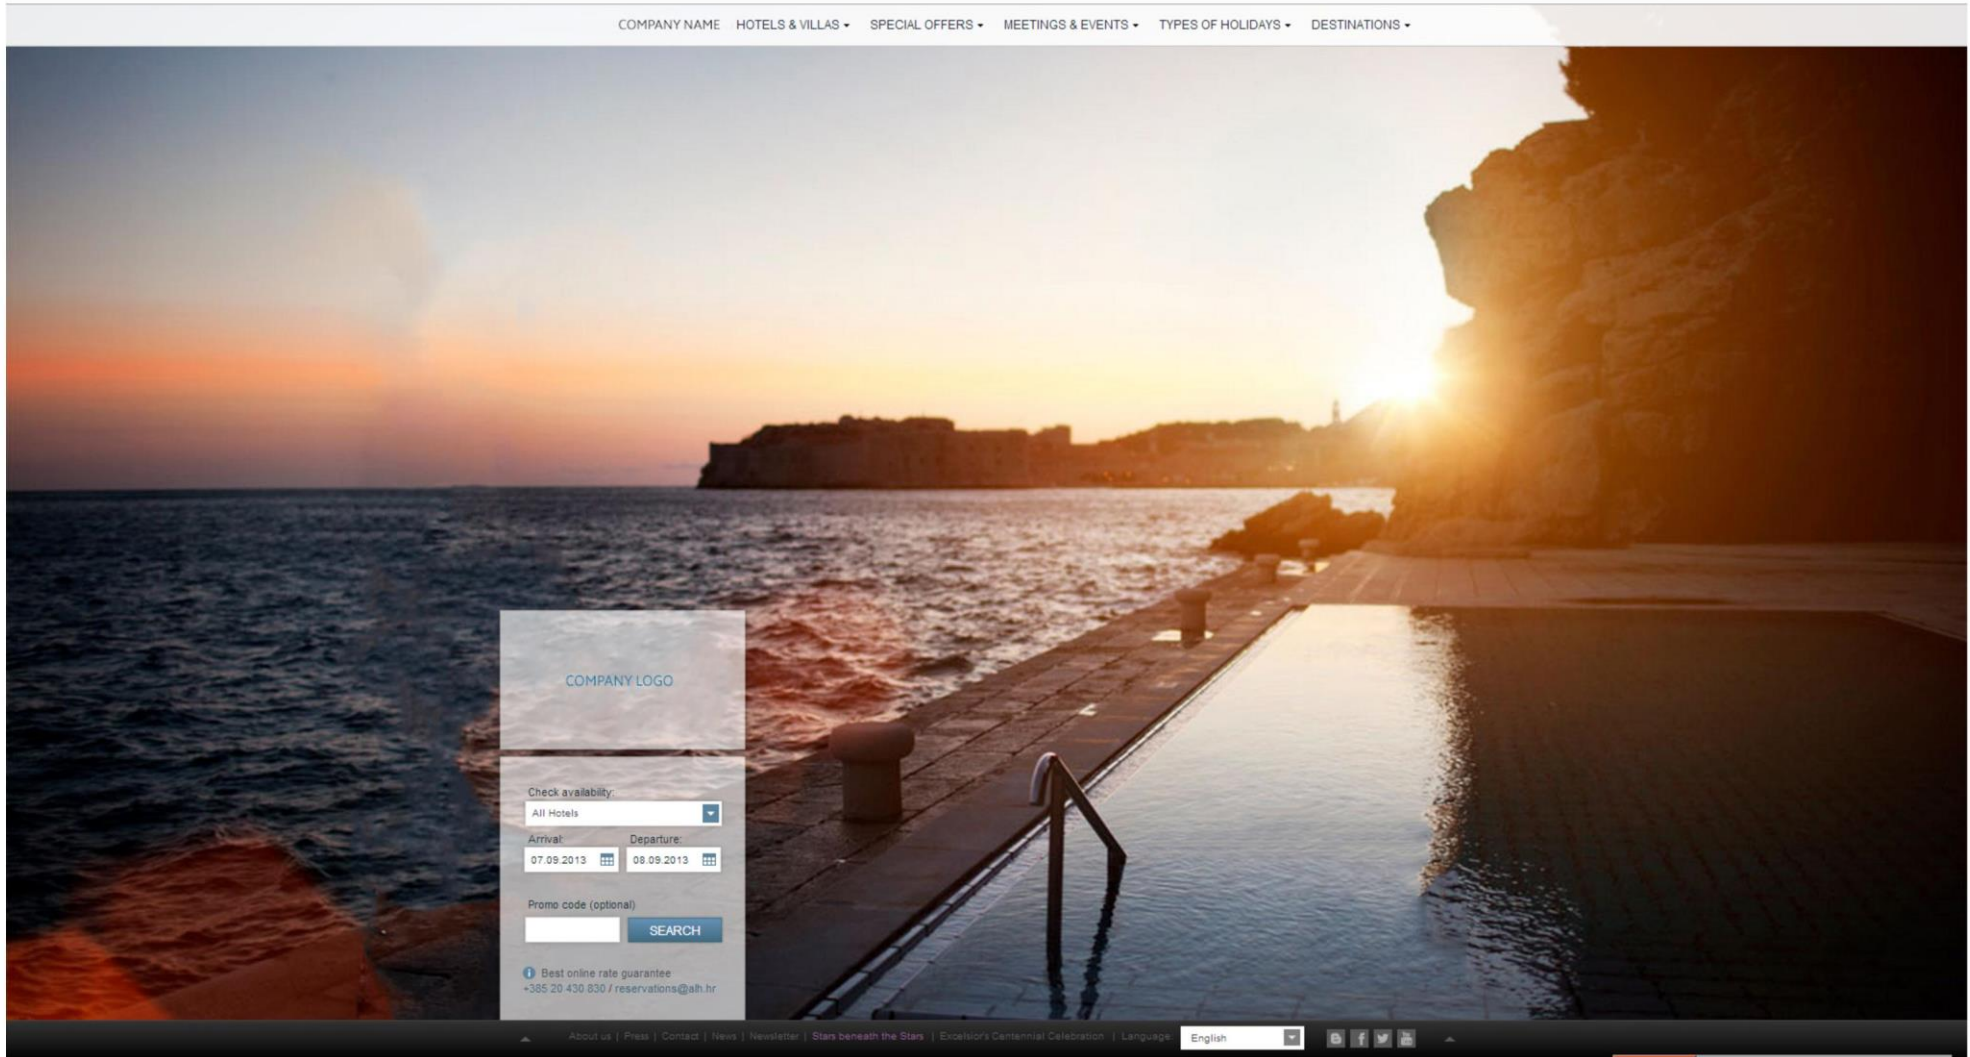 COMPANY NAME HOTELS & VILLAS SPECIAL OFFERS MEETINGS & EVENTS TYPES OF HOLIDAYS DESTINATIONS
COMPANY LOGO
Check availability:
All Hotels
Arrival: Departure:
07.09.2013 08.09.2013
Promo code (optional)
SEARCH
Best online rate guarantee
+385 20 430 830 / reservations@alh.hr
About us | Press | Contact | News | Newsletter | Stars beneath the Stars | Excelsior's Centennial Celebration | Language: English